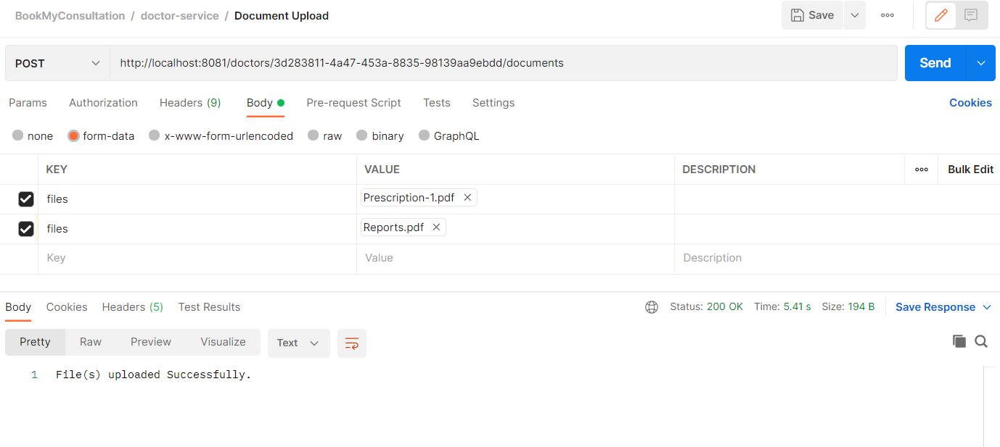 BookMyConsultation / doctor-service / Document Upload
Save
POST
http://localhost:8081/doctors/3d283811-4a47-453a-8835-98139aa9ebdd/documents
Send
Params Authorization Headers (9) Body Pre-request Script Tests Settings Cookies
none form-data x-www-form-urlencoded raw binary GraphQL
KEY VALUE DESCRIPTION Bulk Edit
files Prescription-1.pdf
files Reports.pdf
Key Value Description
Body Cookies Headers (5) Test Results Status: 200 OK Time: 5.41 s Size: 194 B Save Response
Pretty Raw Preview Visualize Text
1 File(s) uploaded Successfully.